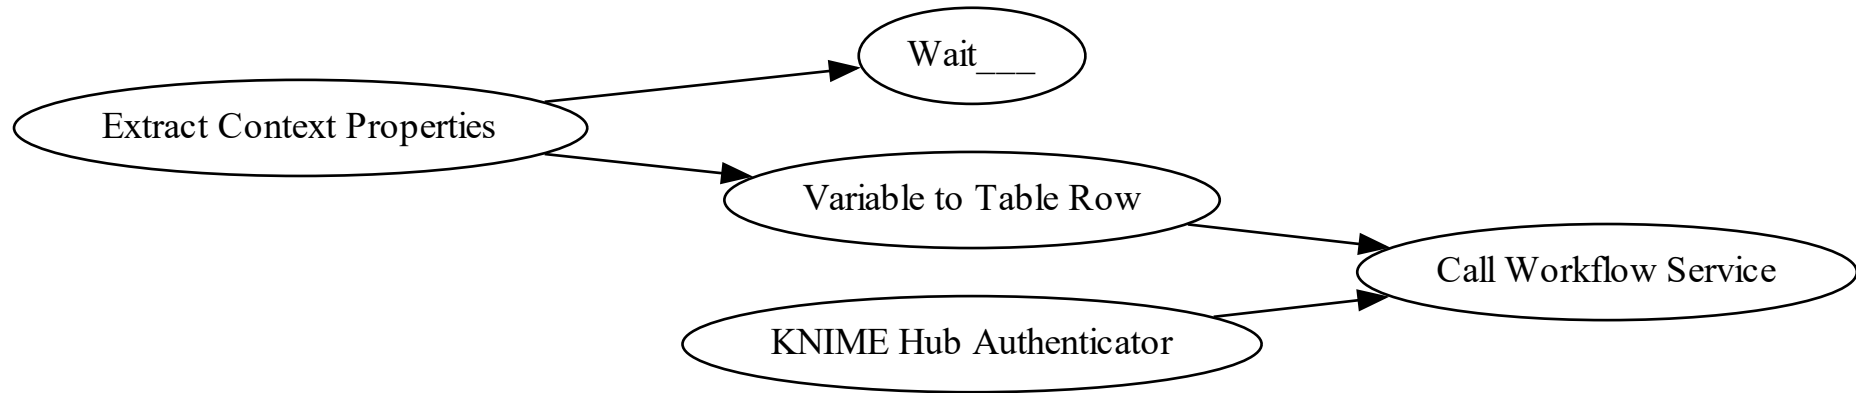 Wait___
Extract Context Properties
Variable to Table Row
Call Workflow Service
KNIME Hub Authenticator